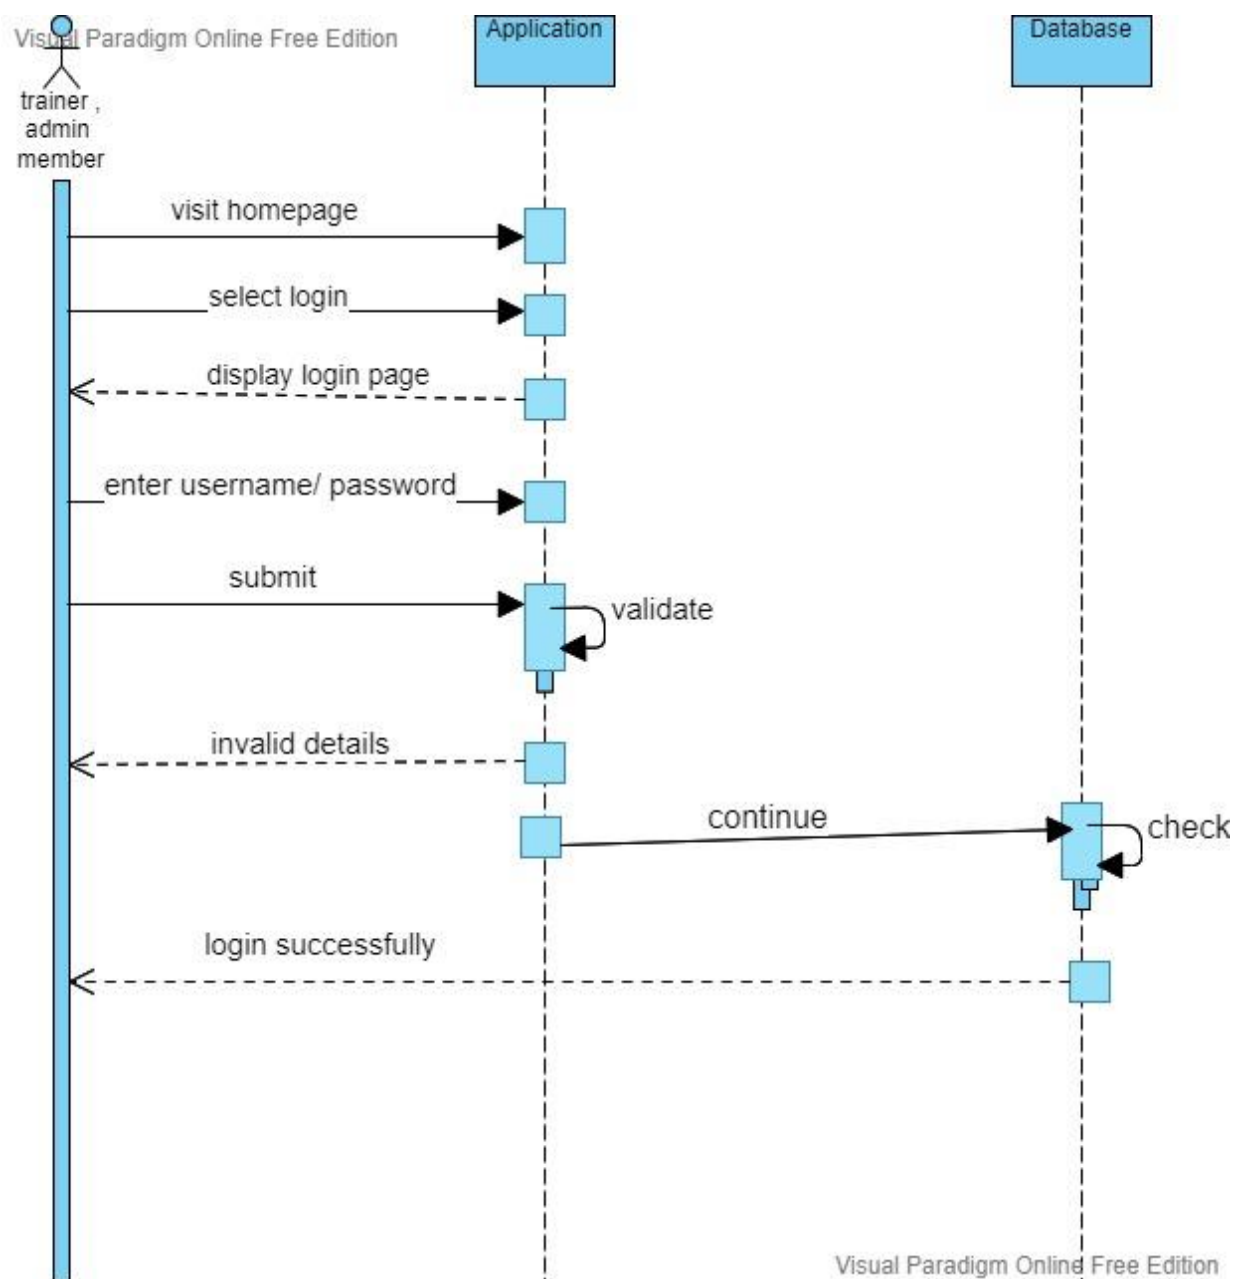 Visual Paradigm Online Free Edition
Application
Database
trainer ,
admin
member
visit homepage
select login
display login page
enter username/ password
submit
validate
invalid details
continue
check
login successfully
Visual Paradigm Online Free Edition